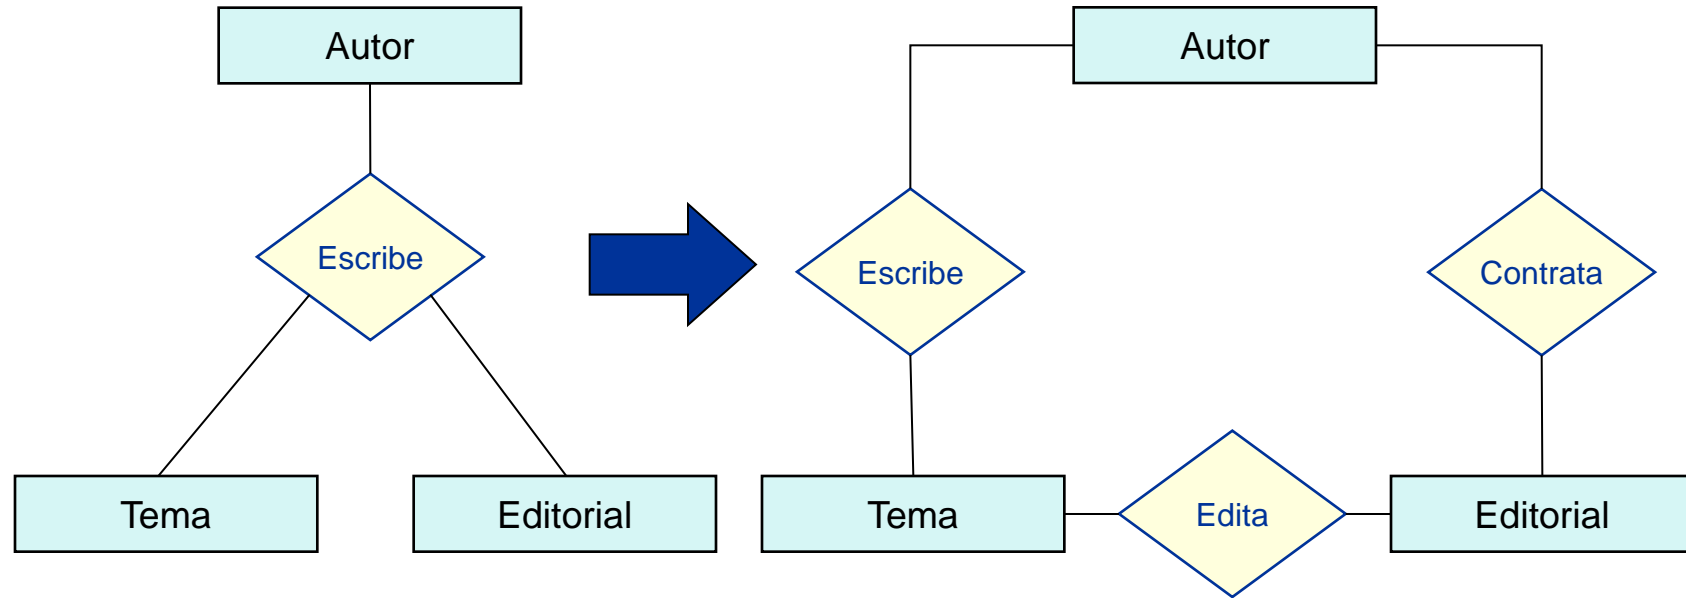 Autor
Escribe
Tema
Editorial
Autor
Escribe
Contrata
Tema
Edita
Editorial